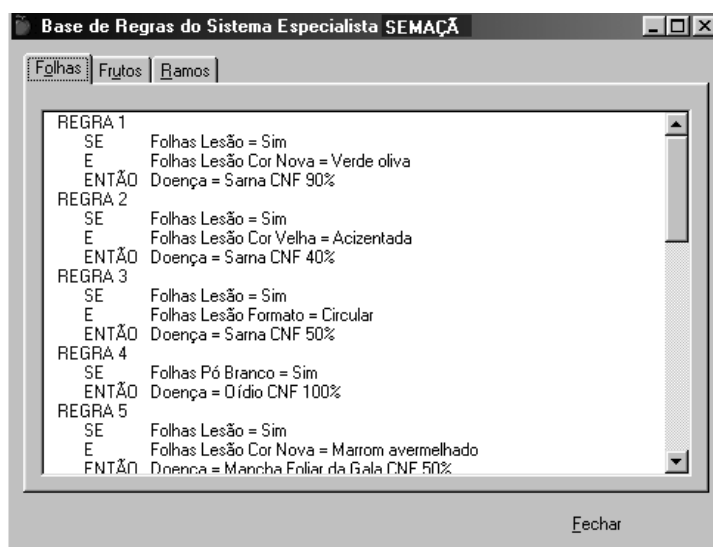 Base de Regras do Sistema Especialista SEMAÇÃ
Folhas Frutos Ramos
REGRA 1
SE Folhas Lesão = Sim
E Folhas Lesão Cor Nova = Verde oliva
ENTÃO Doença = Sarna CNF 90%
REGRA 2
SE Folhas Lesão = Sim
E Folhas Lesão Cor Velha = Acizentada
ENTÃO Doença = Sarna CNF 40%
REGRA 3
SE Folhas Lesão = Sim
E Folhas Lesão Formato = Circular
ENTÃO Doença = Sarna CNF 50%
REGRA 4
SE Folhas Pó Branco = Sim
ENTÃO Doença = Oídio CNF 100%
REGRA 5
SE Folhas Lesão = Sim
E Folhas Lesão Cor Nova = Marrom avermelhado
ENTÃO Doença = Mancha Foliar da Gala CNF 50%
Fechar